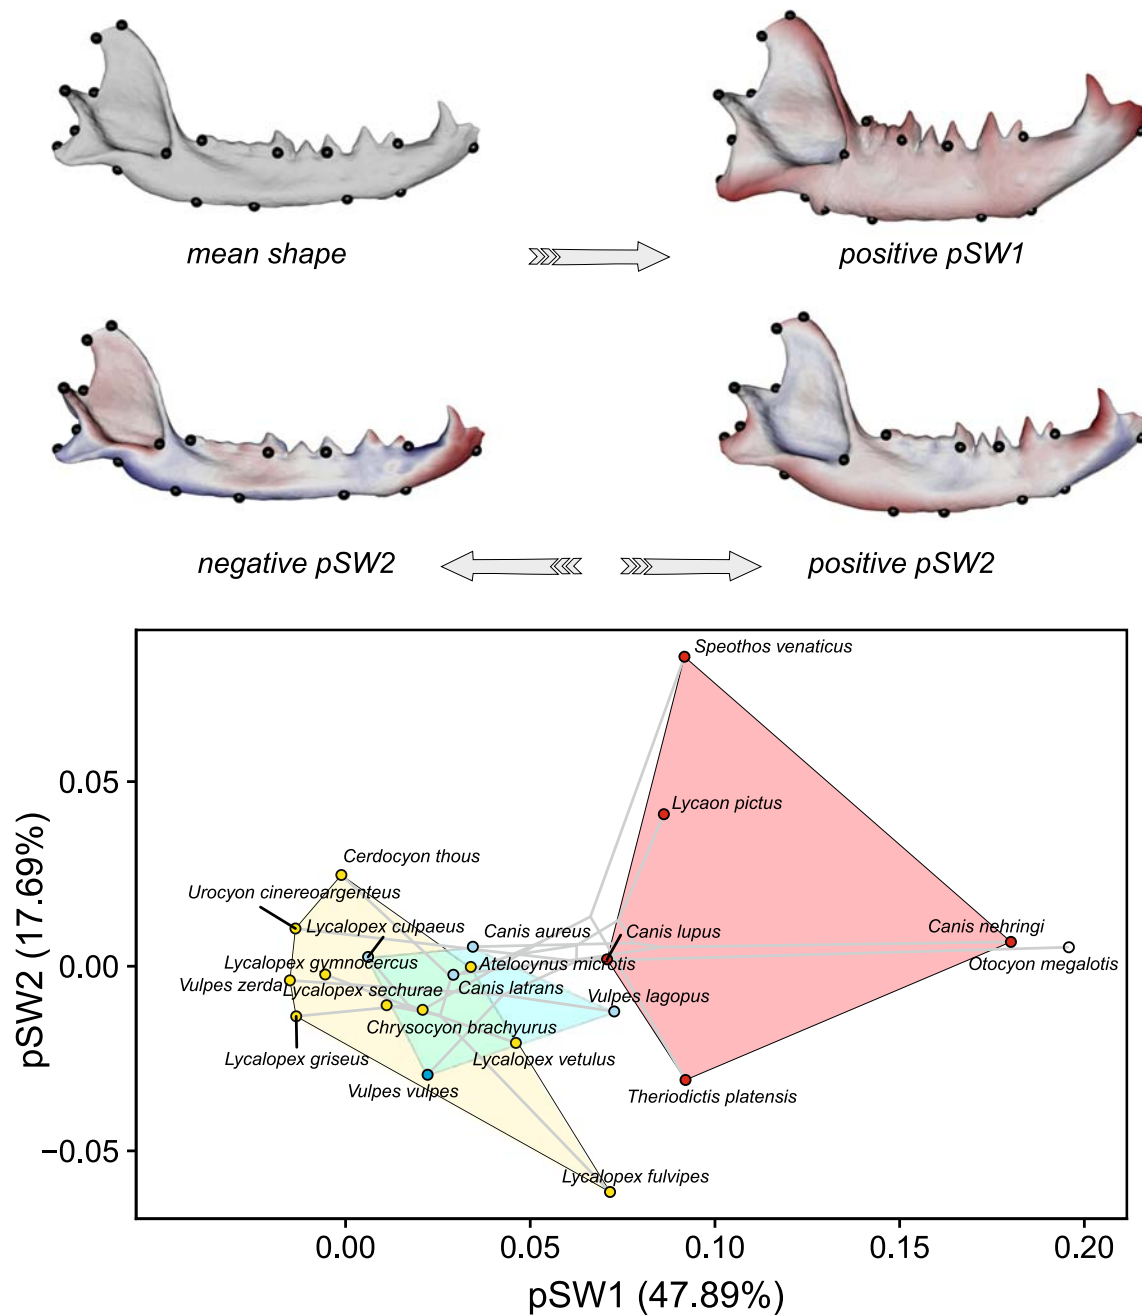 mean shape
positive pSW1
negative pSW2
positive pSW2
Speothos venaticus
0.05
Lycaon pictus
Cerdocyon thous
Urocyon cinereoargenteus
Lycalopex culpaeus
Canis aureus
Canis lupus
Canis nehringi
0.00
Lycalopex gymnocercus
Atelocynus microtis
Otocyon megalotis
Vulpes zerda
Lycalopex sechurae
Canis latrans
Vulpes lagopus
Chrysocyon brachyurus
Lycalopex griseus
Lycalopex vetulus
Vulpes vulpes
Theriodictis platensis
−0.05
Lycalopex fulvipes
pSW2 (17.69%)
0.00 0.05 0.10 0.15 0.20
pSW1 (47.89%)